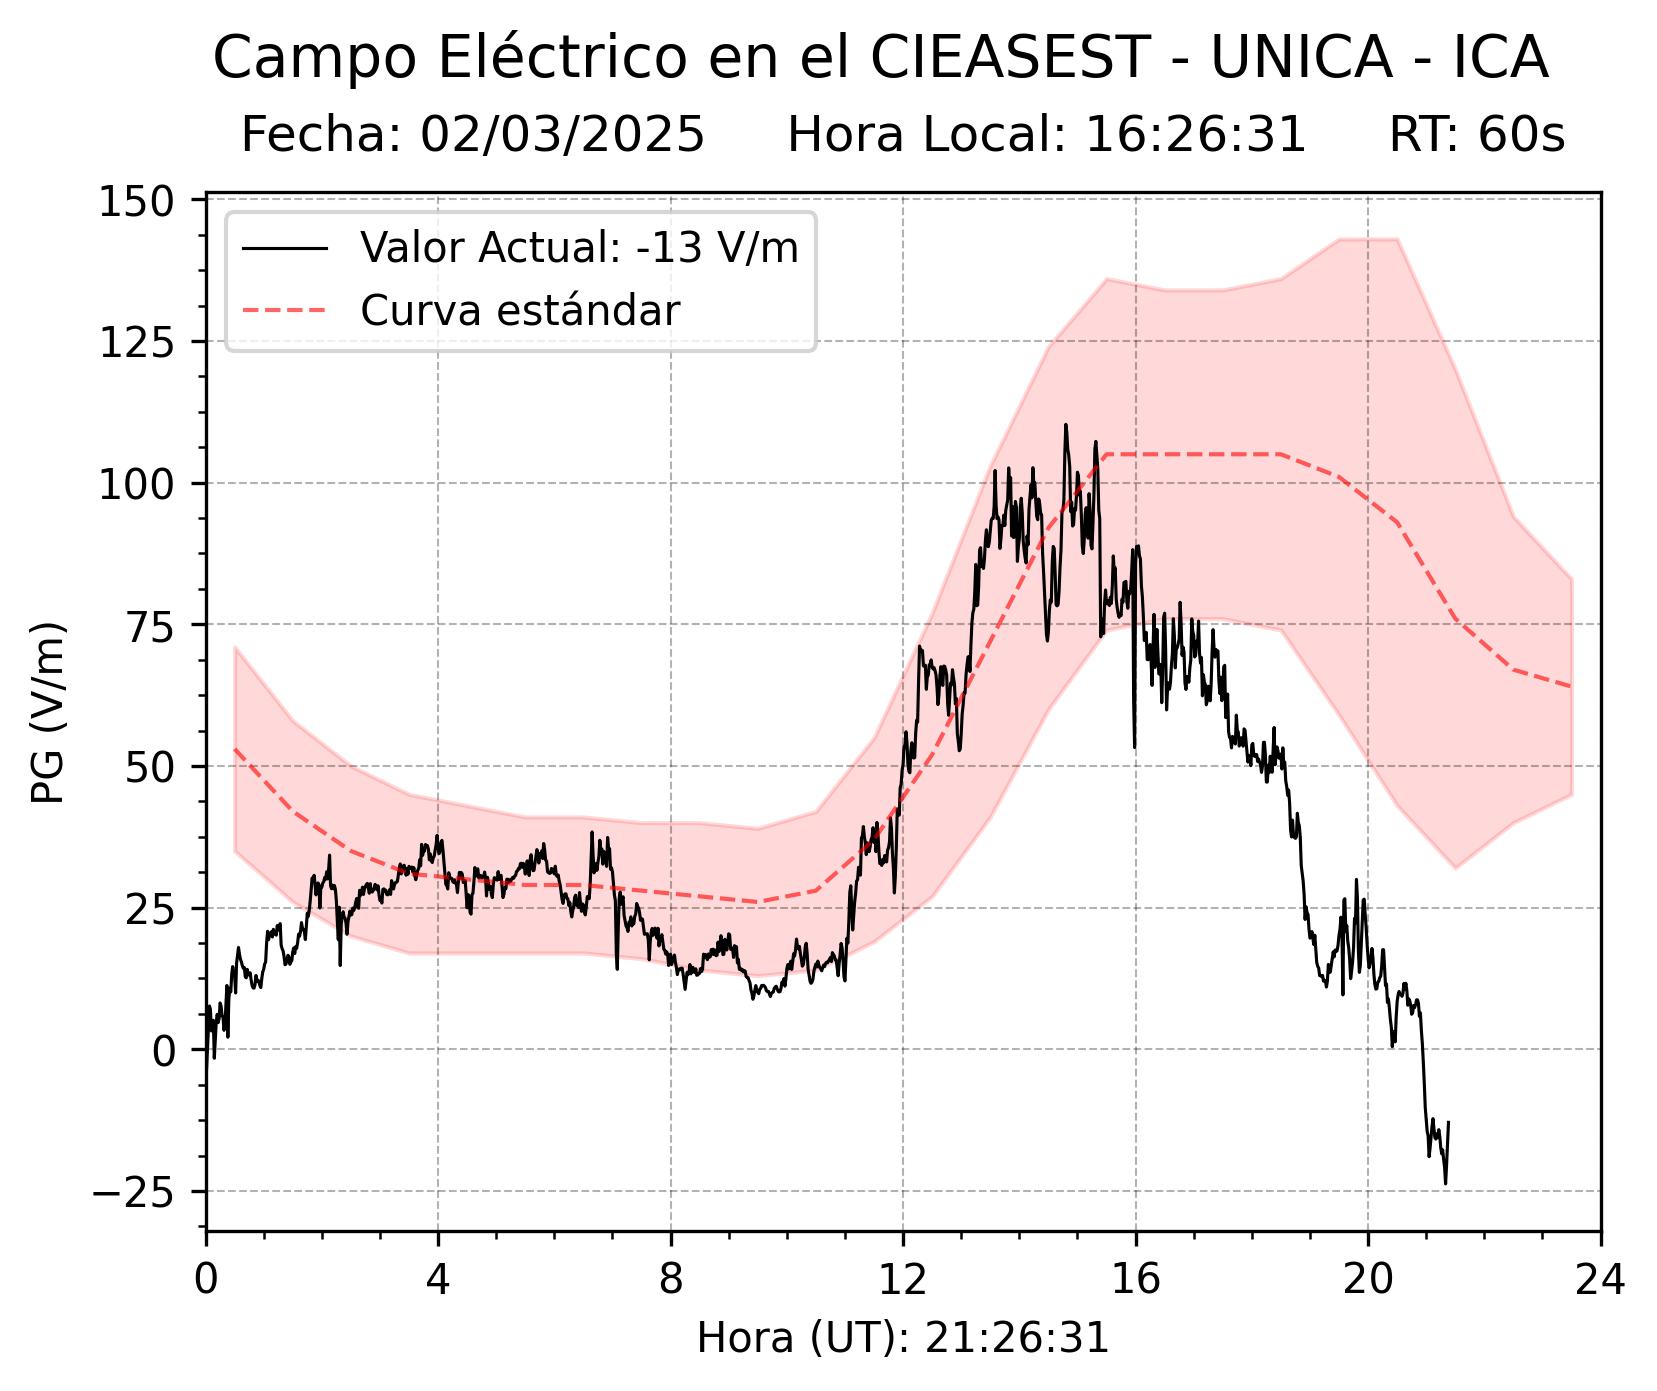 Campo Eléctrico en el CIEASEST - UNICA - ICA
Fecha: 02/03/2025 Hora Local: 16:26:31 RT: 60s
Valor Actual: -13 V/m
Curva estándar
150
125
100
75
50
25
0
−25
PG (V/m)
0 4 8 12 16 20 24
Hora (UT): 21:26:31